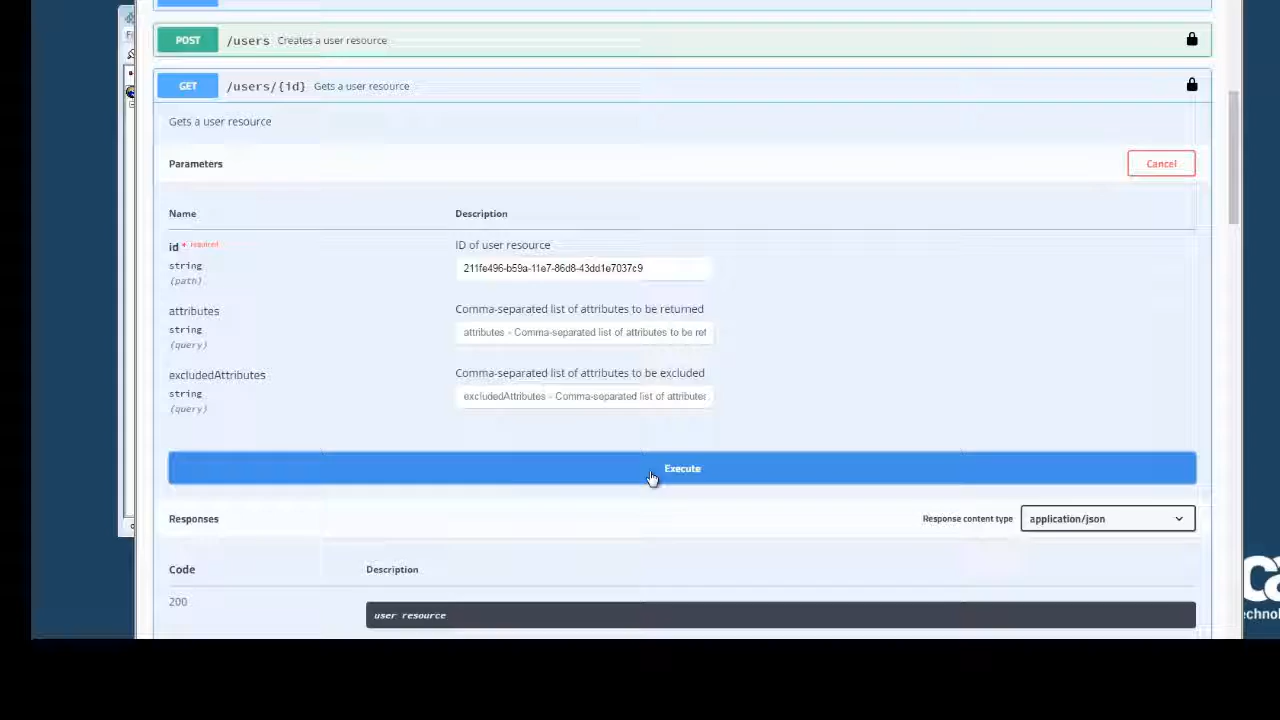 POST /users Creates a user resource
GET /users/{id} Gets a user resource
Gets a user resource
Parameters
Cancel
Name Description
id * required ID of user resource
string 211fe496-b59a-11e7-86d8-43dd1e7037c9
(path)
attributes Comma-separated list of attributes to be returned
string attributes - Comma-separated list of attributes to be ret
(query)
excludedAttributes Comma-separated list of attributes to be excluded
string excludedAttributes - Comma-separated list of attributes
(query)
Execute
Responses Response content type application/json
Code Description
200 user resource
ca
echnol